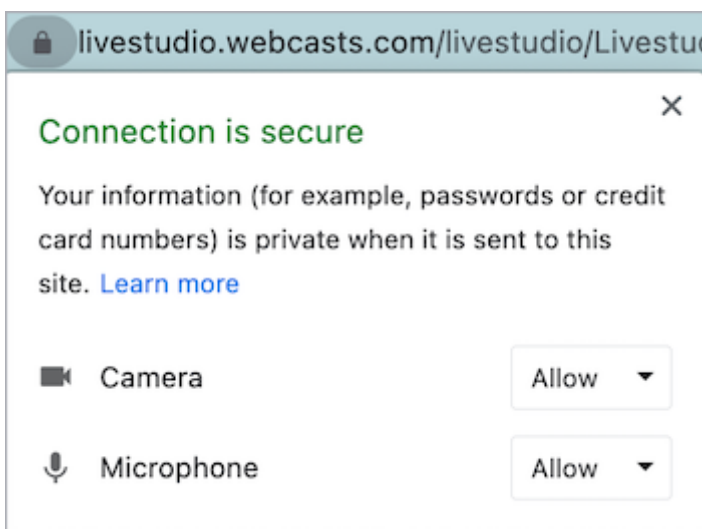 livestudio.webcasts.com/livestudio/Livestu
Connection is secure
Your information (for example, passwords or credit
card numbers) is private when it is sent to this
site. Learn more
Camera Allow
Microphone Allow